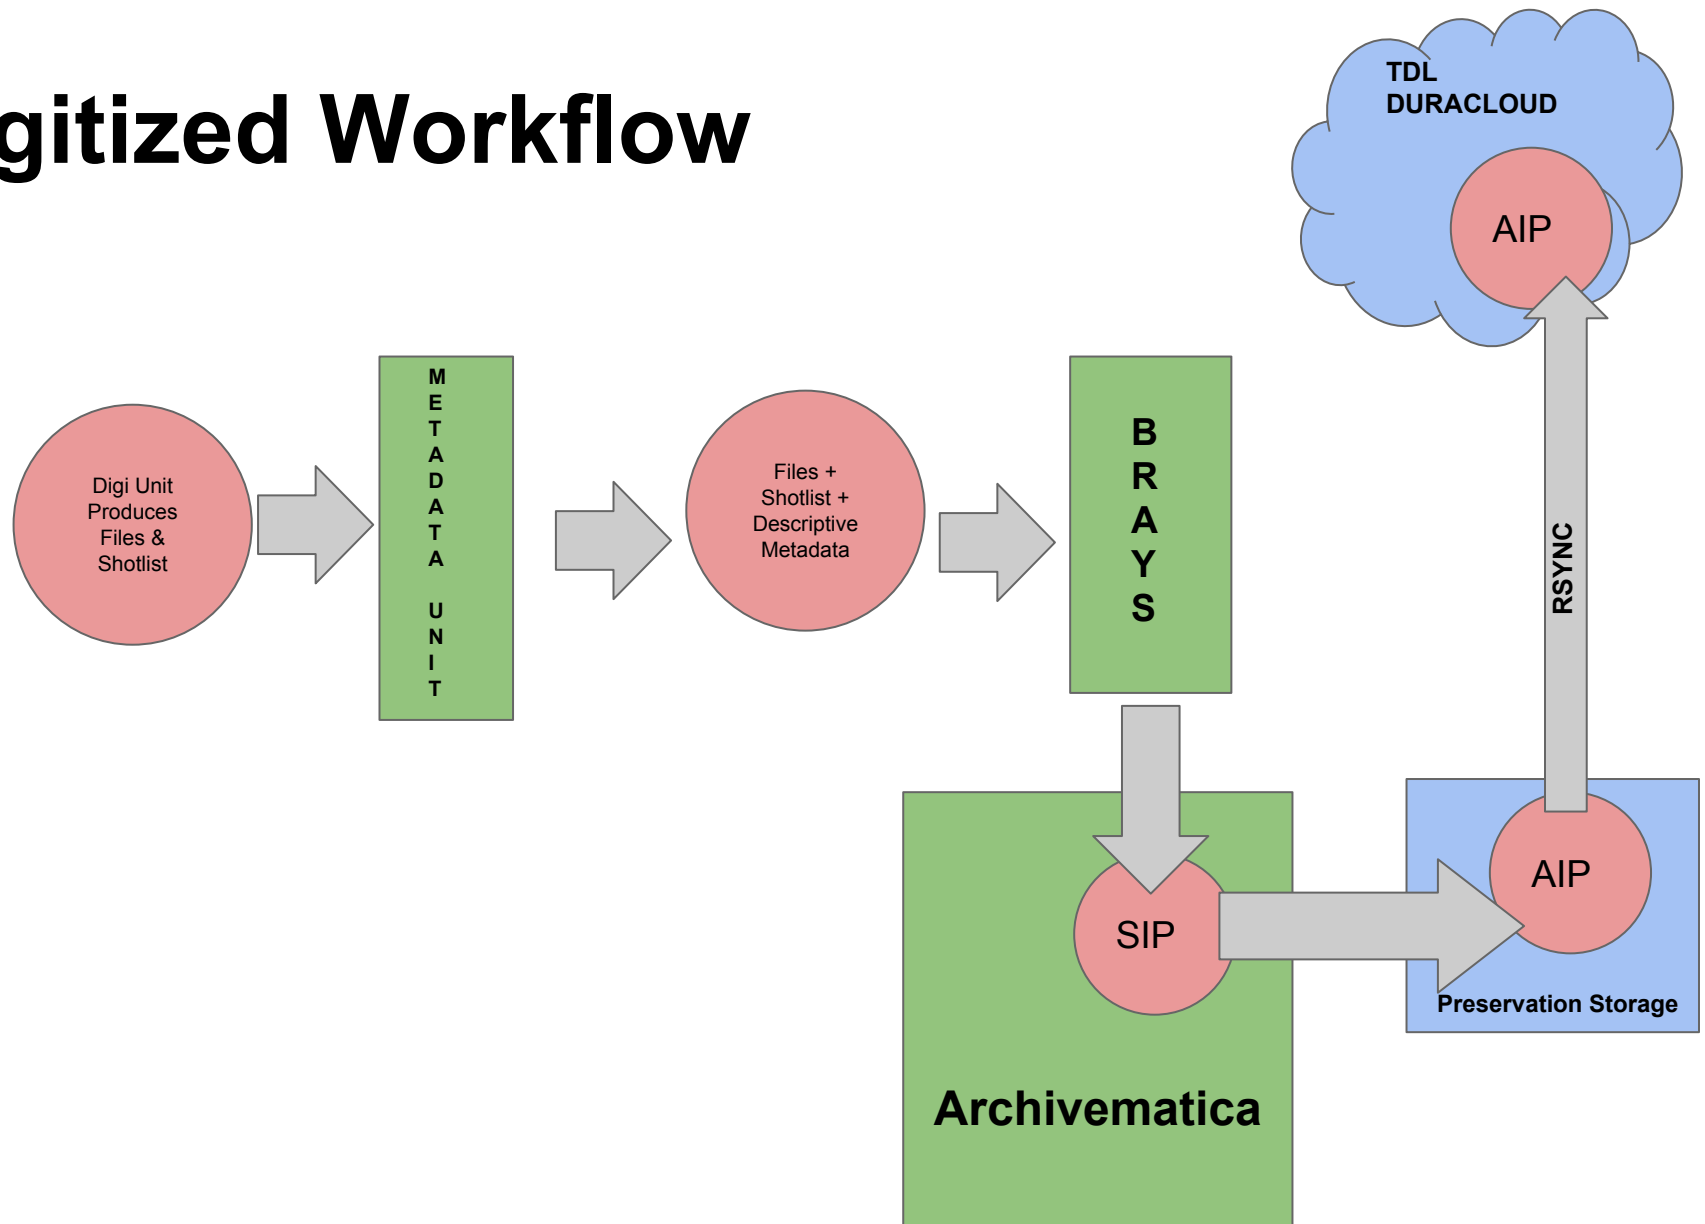 gitized Workflow
TDL
DURACLOUD
AIP
Digi Unit
Produces
Files &
Shotlist
M
E
T
A
D
A
T
A
U
N
I
T
Files +
Shotlist +
Descriptive
Metadata
B
R
A
Y
S
RSYNC
SIP
Archivematica
AIP
Preservation Storage